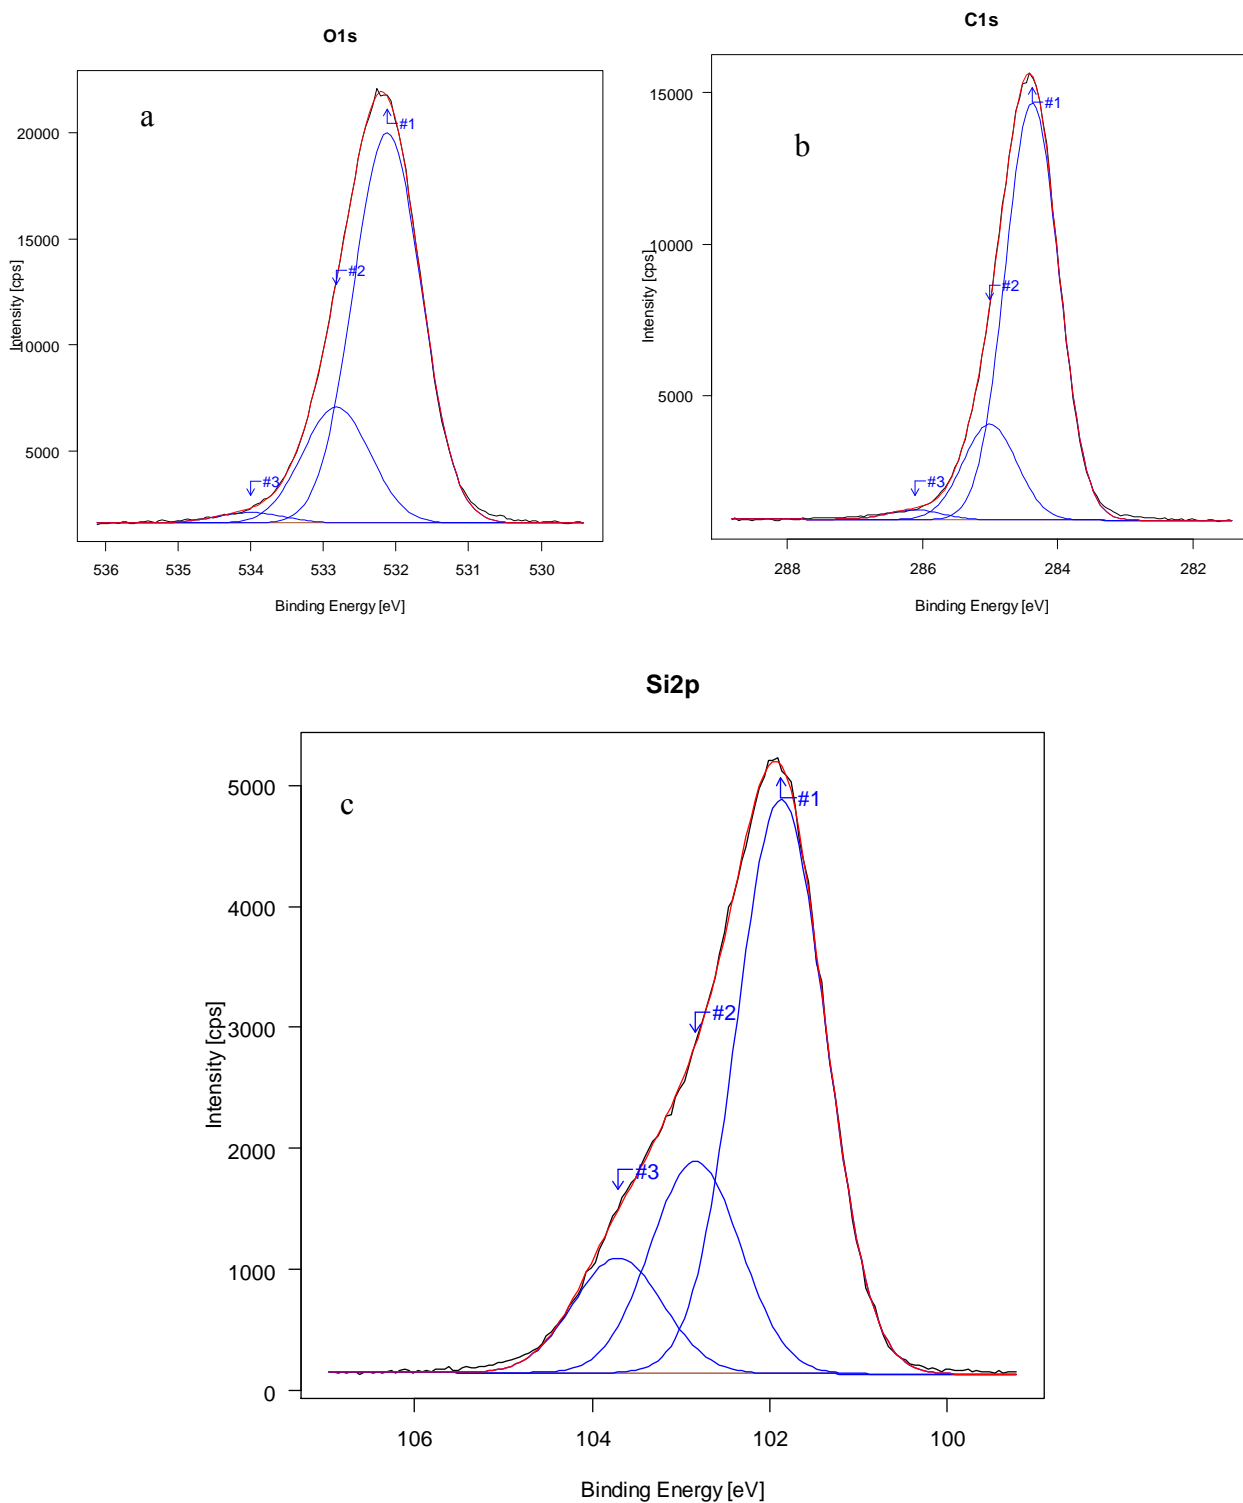 O1s
a
#1
#2
#3
20000
15000
10000
5000
Intensity [cps]
536 535 534 533 532 531 530
Binding Energy [eV]
C1s
b
#1
#2
#3
15000
10000
5000
Intensity [cps]
288 286 284 282
Binding Energy [eV]
Si2p
c
#1
#2
#3
5000
4000
3000
2000
1000
0
Intensity [cps]
106 104 102 100
Binding Energy [eV]